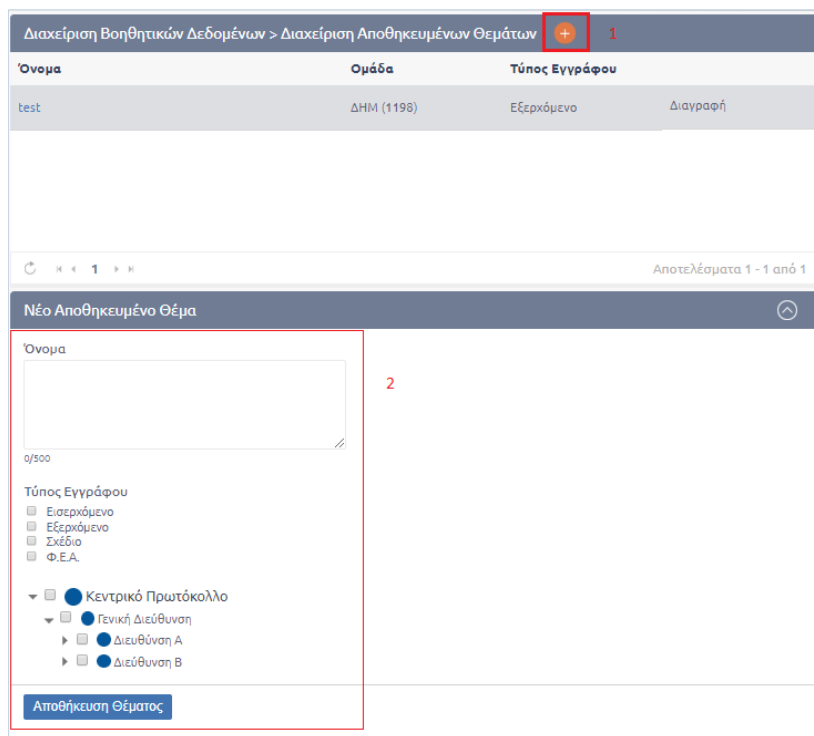 Διαχείριση Βοηθητικών Δεδομένων > Διαχείριση Αποθηκευμένων Θεμάτων + 1
Όνομα Ομάδα Τύπος Εγγράφου
test ΔΗΜ (1198) Εξερχόμενο Διαγραφή
1 Αποτελέσματα 1 - 1 από 1
Νέο Αποθηκευμένο Θέμα
Όνομα
2
0/500
Τύπος Εγγράφου
Εισερχόμενο
Εξερχόμενο
Σχέδιο
Φ.Ε.Α.
Κεντρικό Πρωτόκολλο
Γενική Διεύθυνση
Διευθύνση Α
Διεύθυνση Β
Αποθήκευση Θέματος